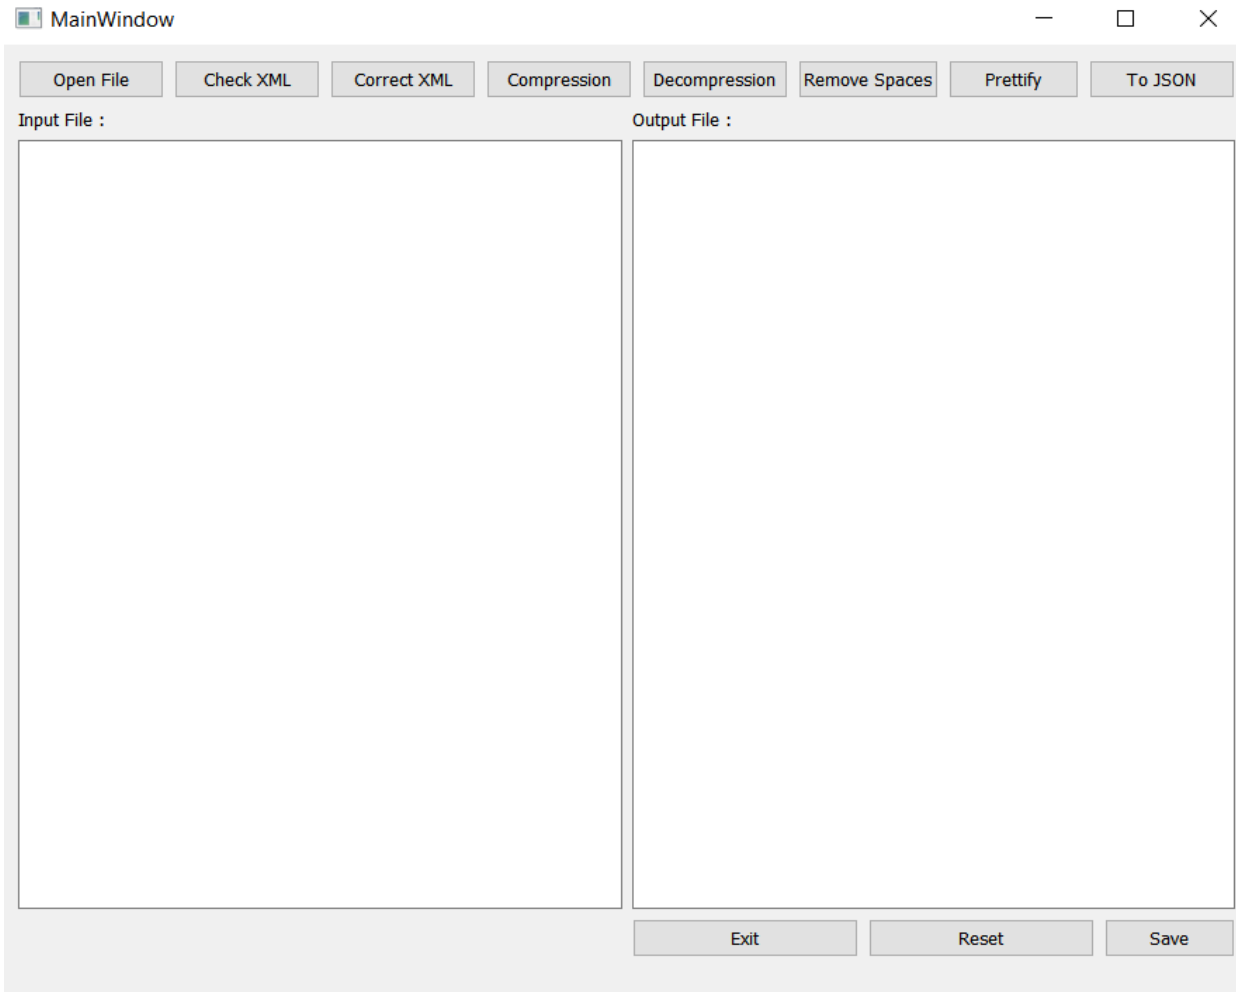 MainWindow
Open File Check XML Correct XML Compression Decompression Remove Spaces Prettify To JSON
Input File : Output File :
Exit Reset Save